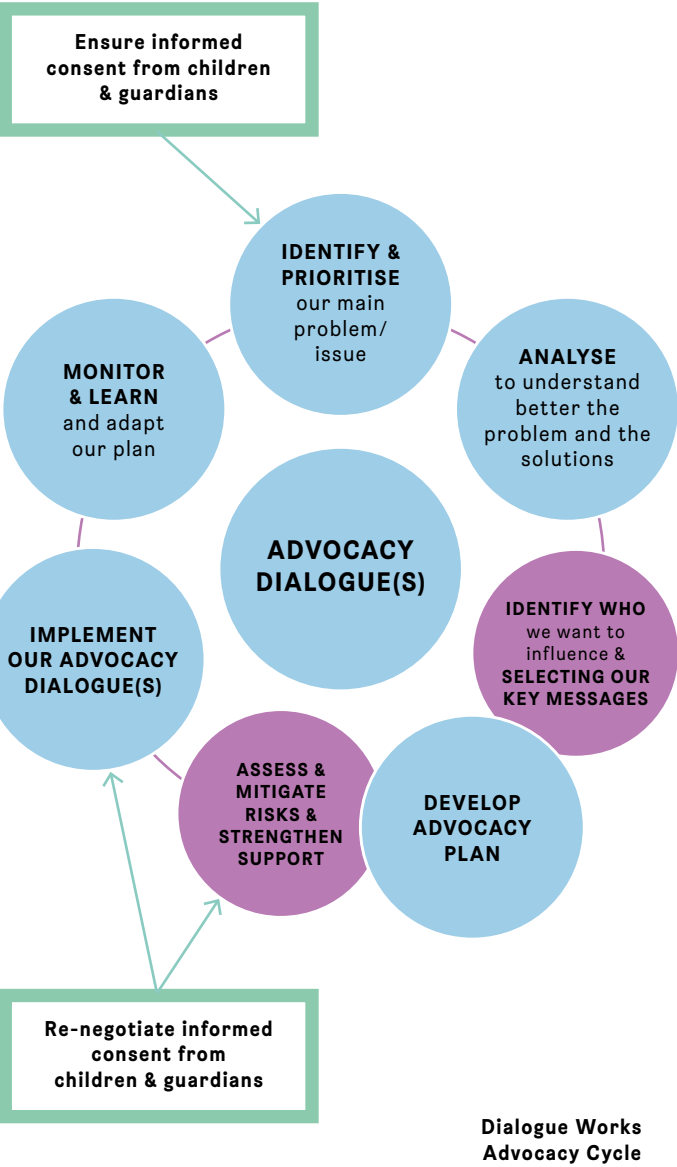 Ensure informed
consent from children
& guardians
IDENTIFY &
PRIORITISE
our main
problem/
issue
ANALYSE
to understand
better the
problem and the
solutions
IDENTIFY WHO
we want to
influence &
SELECTING OUR
KEY MESSAGES
DEVELOP
ADVOCACY
PLAN
ASSESS &
MITIGATE
RISKS &
STRENGTHEN
SUPPORT
IMPLEMENT
OUR ADVOCACY
DIALOGUE(S)
MONITOR
& LEARN
and adapt
our plan
ADVOCACY
DIALOGUE(S)
Re-negotiate informed
consent from
children & guardians
Dialogue Works
Advocacy Cycle